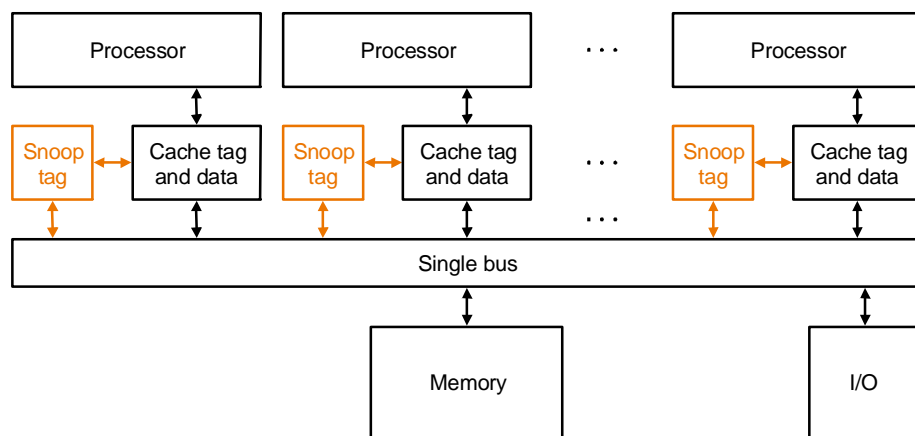 Processor
Processor
...
Processor
Snoop
tag
Cache tag
and data
Snoop
tag
Cache tag
and data
...
Snoop
tag
Cache tag
and data
...
Single bus
Memory
I/O